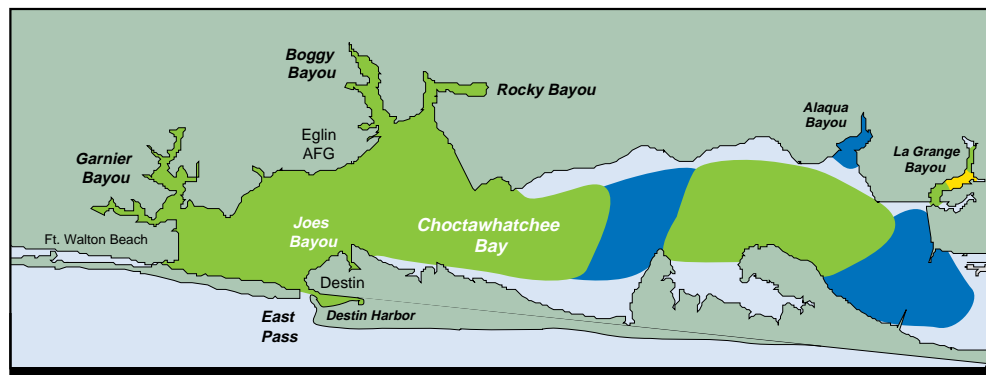 Boggy
Bayou
Rocky Bayou
Alaqua
Bayou
Eglin
AFG
La Grange
Bayou
Garnier
Bayou
Joes
Bayou
Choctawhatchee
Bay
Ft. Walton Beach
Destin
East
Pass
Destin Harbor